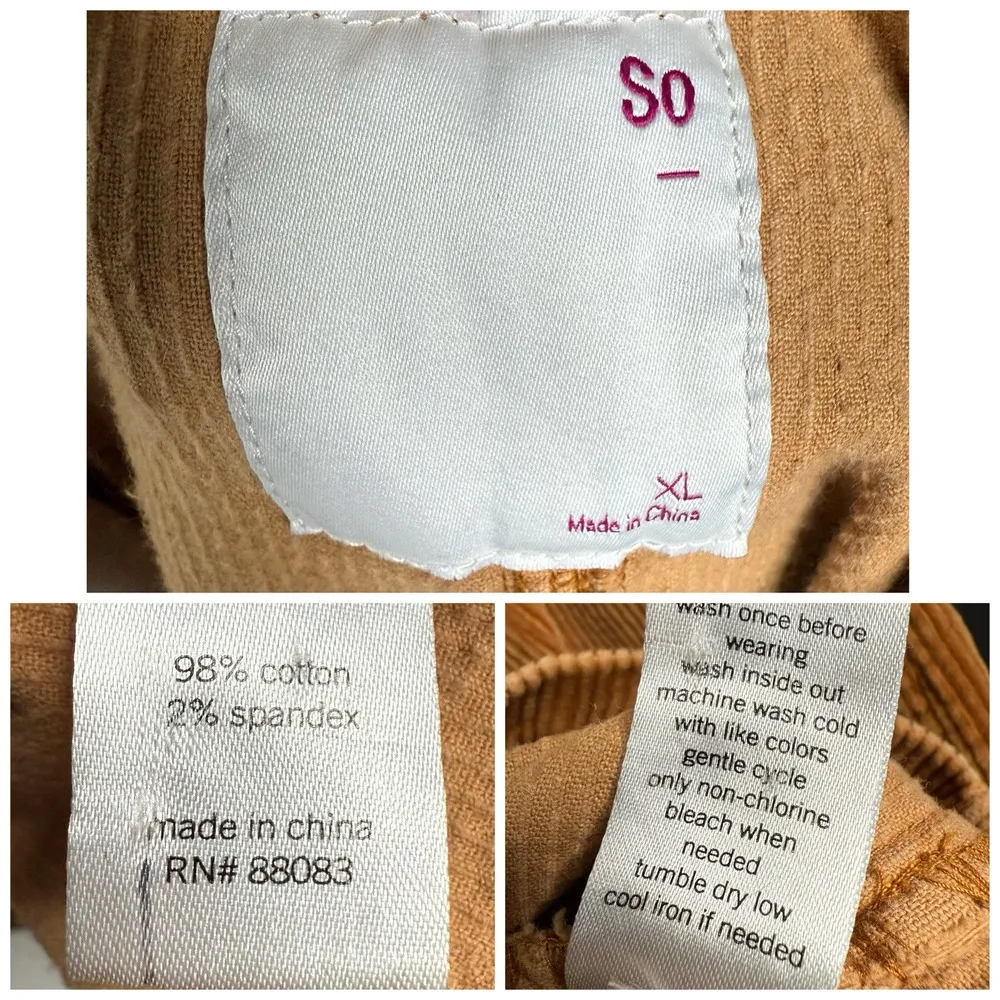 So
XL
Made in China
98% cotton
2% spandex
made in china
RN# 88083
wash once before
wearing
wash inside out
machine wash cold
with like colors
gentle cycle
only non-chlorine
bleach when
needed
tumble dry low
cool iron if needed